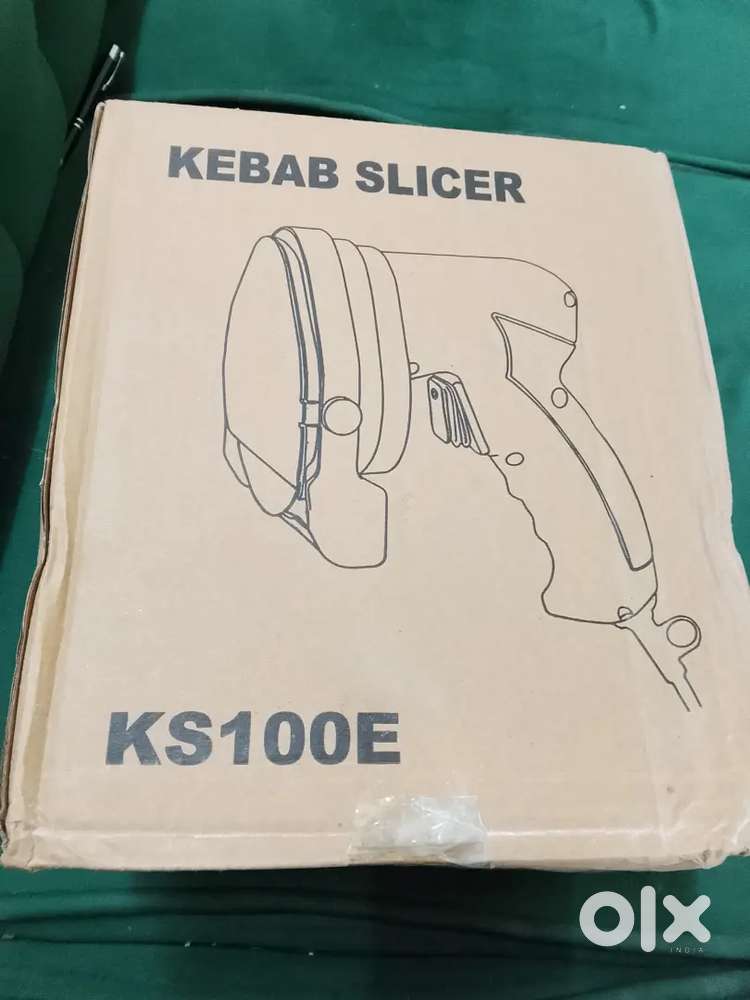 KEBAB SLICER
KS100E
olx
INDIA